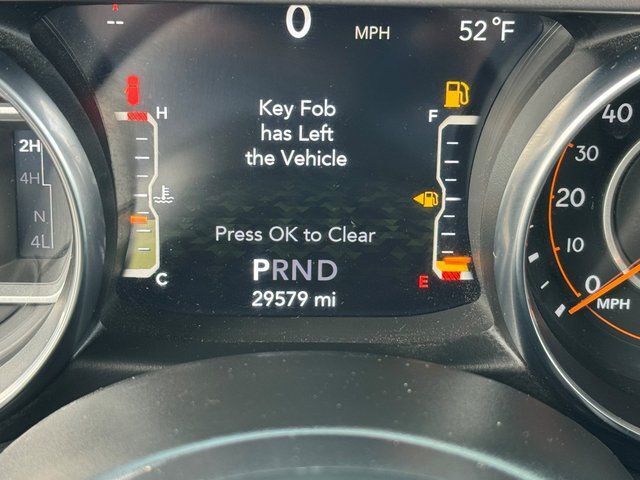 --
0 MPH
52°F
H
F
Key Fob
has Left
the Vehicle
2H
4H
N
4L
Press OK to Clear
C
E
PRND
29579 mi
40
30
20
10
0
MPH